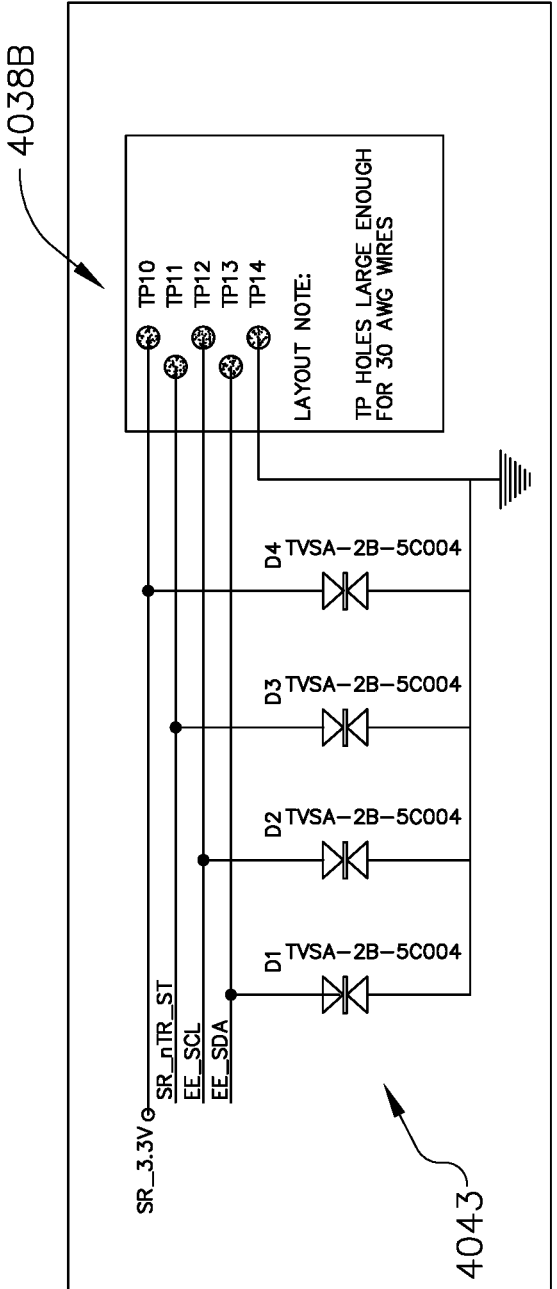 4038B
TP10
TP11
TP12
TP13
TP14
LAYOUT NOTE:
TP HOLES LARGE ENOUGH
FOR 30 AWG WIRES
D4 TVSA-2B-5C004
D3 TVSA-2B-5C004
D2 TVSA-2B-5C004
D1 TVSA-2B-5C004
SR_3.3V
SR_nTR_ST
EE_SCL
EE_SDA
4043